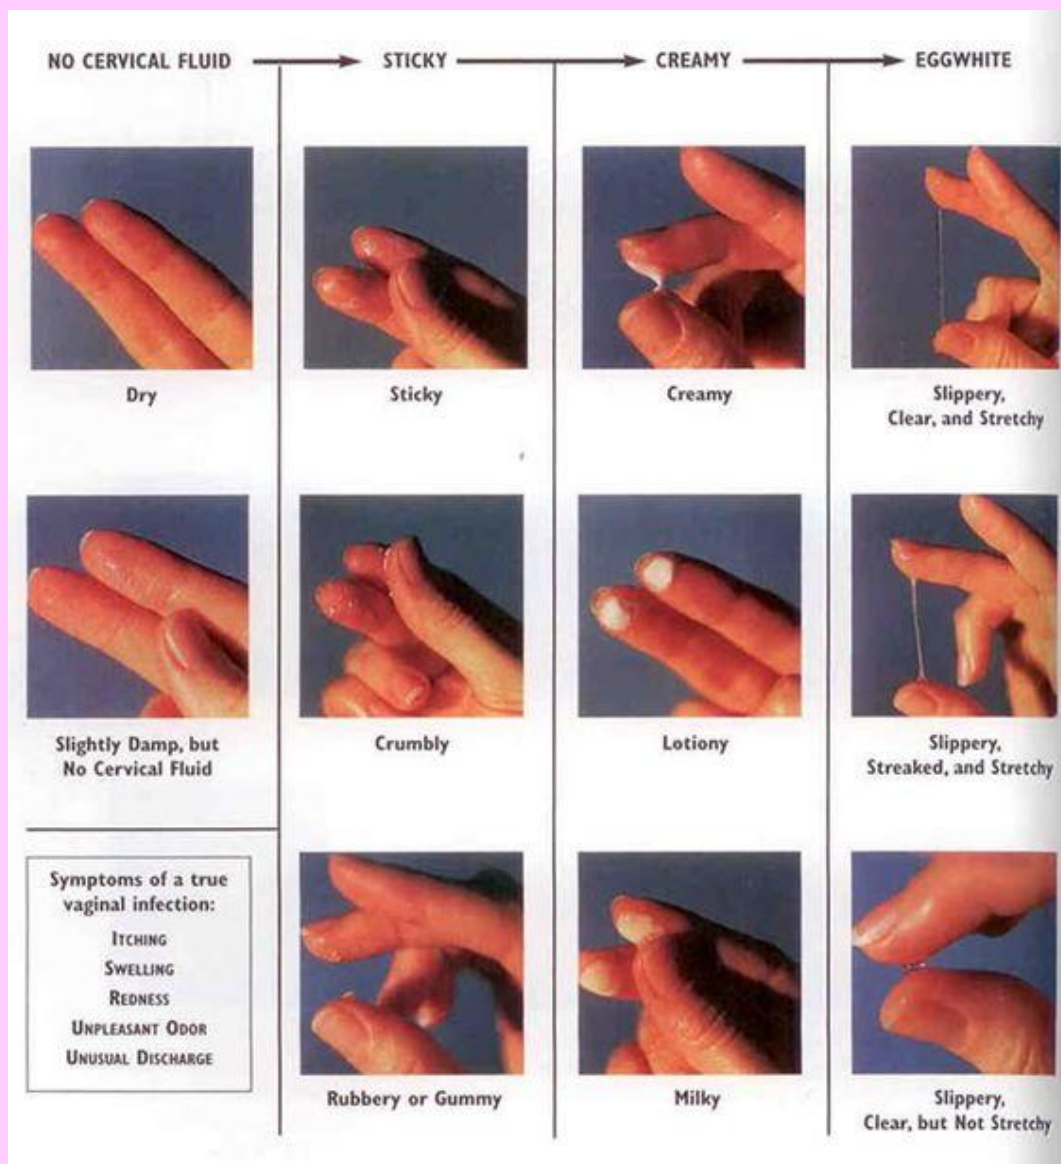 NO CERVICAL FLUID
STICKY
CREAMY
EGGWHITE
Dry
Sticky
Creamy
Slippery,
Clear, and Stretchy
Slightly Damp, but
No Cervical Fluid
Crumbly
Lotiony
Slippery,
Streaked, and Stretchy
Symptoms of a true
vaginal infection:
ITCHING
SWELLING
REDNESS
UNPLEASANT ODOR
UNUSUAL DISCHARGE
Rubbery or Gummy
Milky
Slippery,
Clear, but Not Stretchy